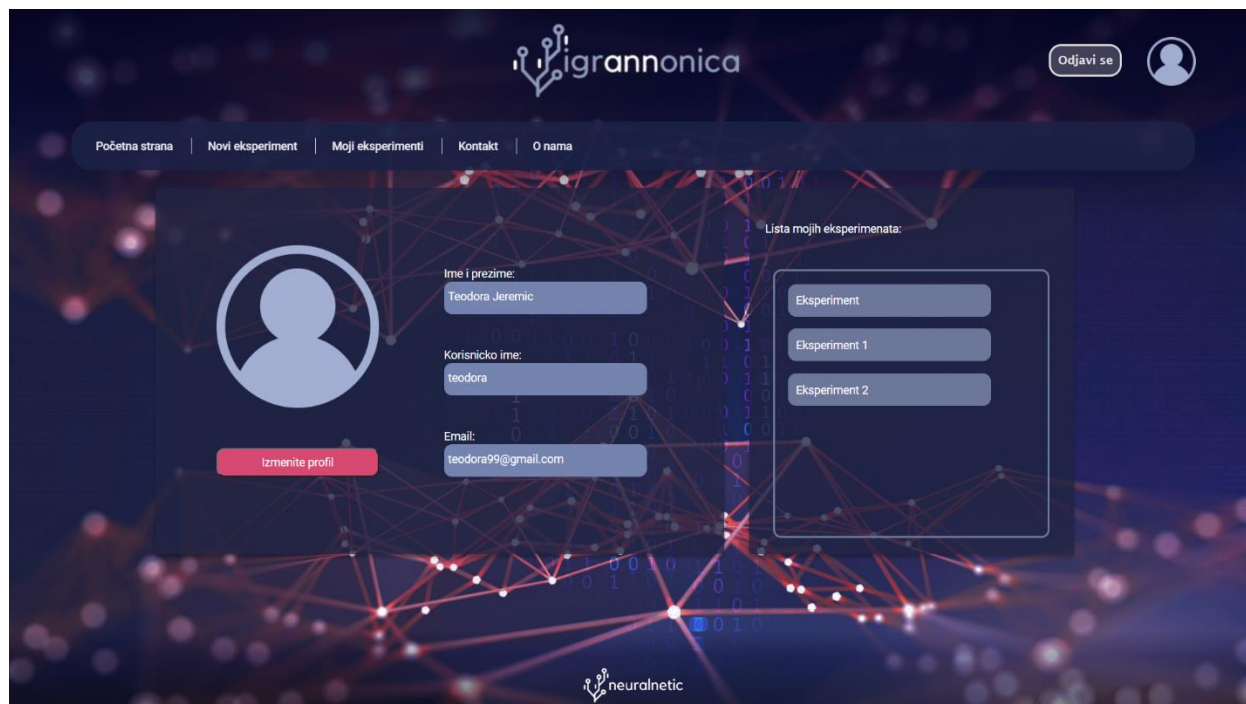 igrannonica
Odjavi se
Početna strana
Novi eksperiment
Moji eksperimenti
Kontakt
O nama
Lista mojih eksperimenata:
Ime i prezime:
Teodora Jeremic
Korisnicko ime:
teodora
Email:
teodora99@gmail.com
Izmenite profil
Eksperiment
Eksperiment 1
Eksperiment 2
neuralnetic